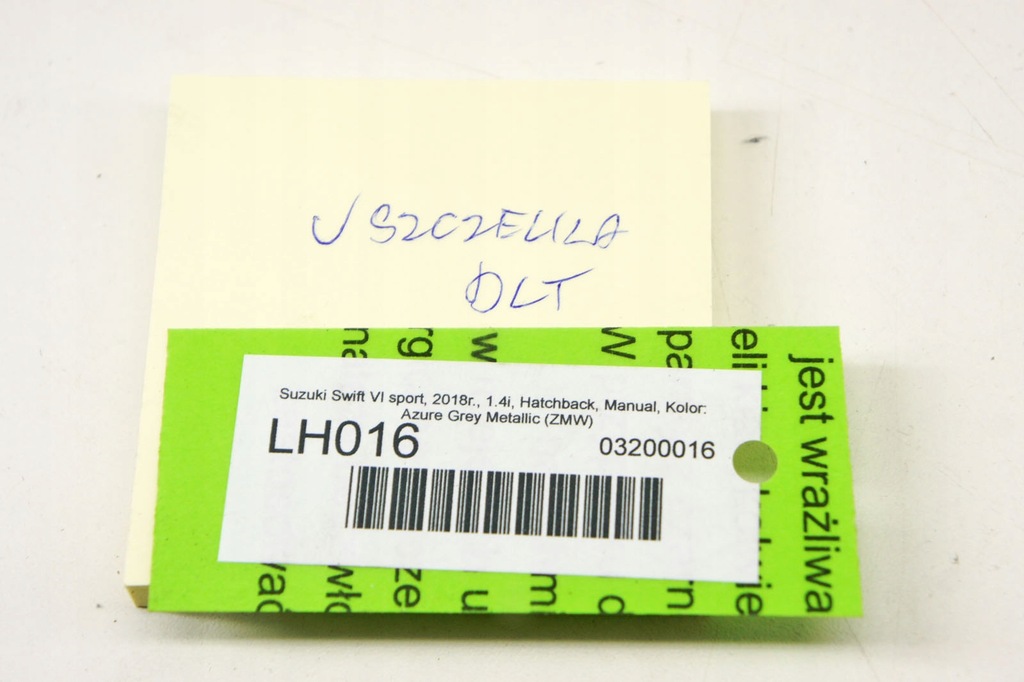 USZCZELKA
DLT
Suzuki Swift VI sport, 2018r., 1.4i, Hatchback, Manual, Kolor:
Azure Grey Metallic (ZMW)
LH016
03200016
jest wrażliwa